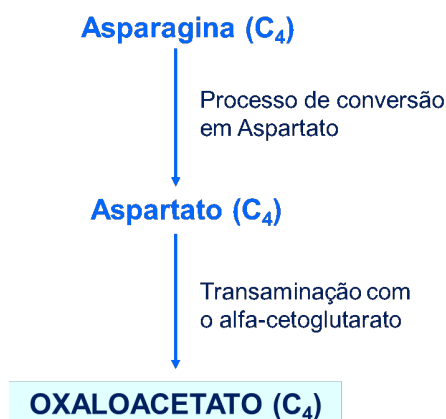 Asparagina (C₄)
Processo de conversão
em Aspartato
Aspartato (C₄)
Transaminação com
o alfa-cetoglutarato
OXALOACETATO (C₄)